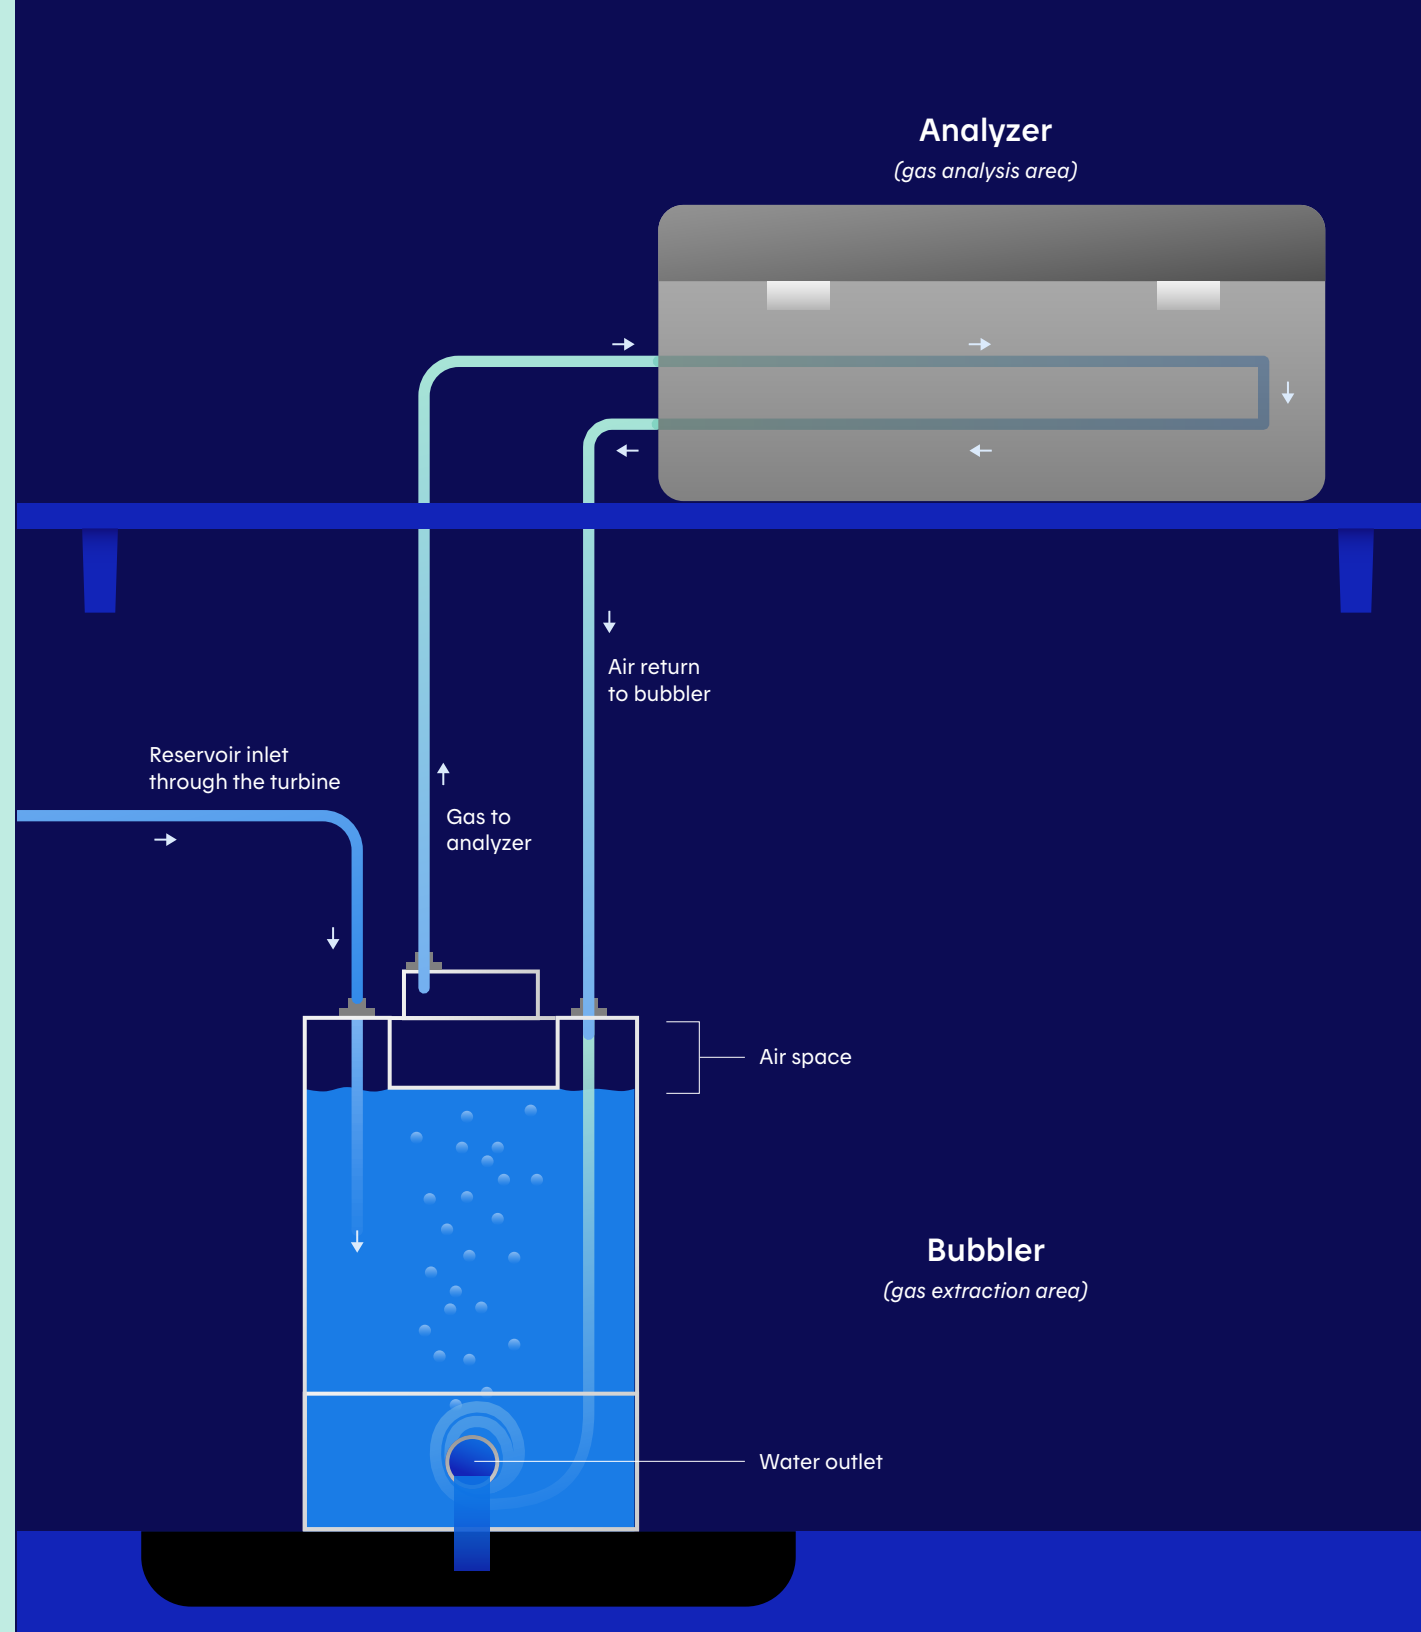 Analyzer
(gas analysis area)
Air return
to bubbler
Reservoir inlet
through the turbine
Gas to
analyzer
Air space
Bubbler
(gas extraction area)
Water outlet